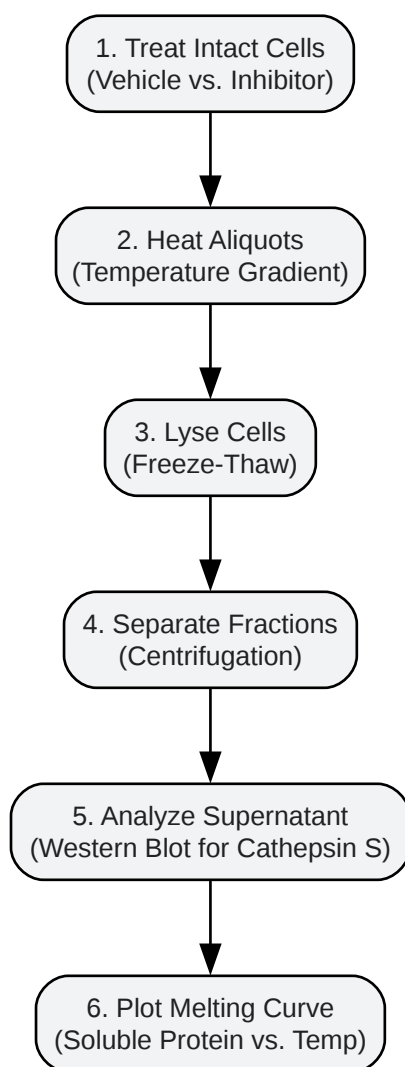 1. Treat Intact Cells
(Vehicle vs. Inhibitor)
2. Heat Aliquots
(Temperature Gradient)
3. Lyse Cells
(Freeze-Thaw)
4. Separate Fractions
(Centrifugation)
5. Analyze Supernatant
(Western Blot for Cathepsin S)
6. Plot Melting Curve
(Soluble Protein vs. Temp)